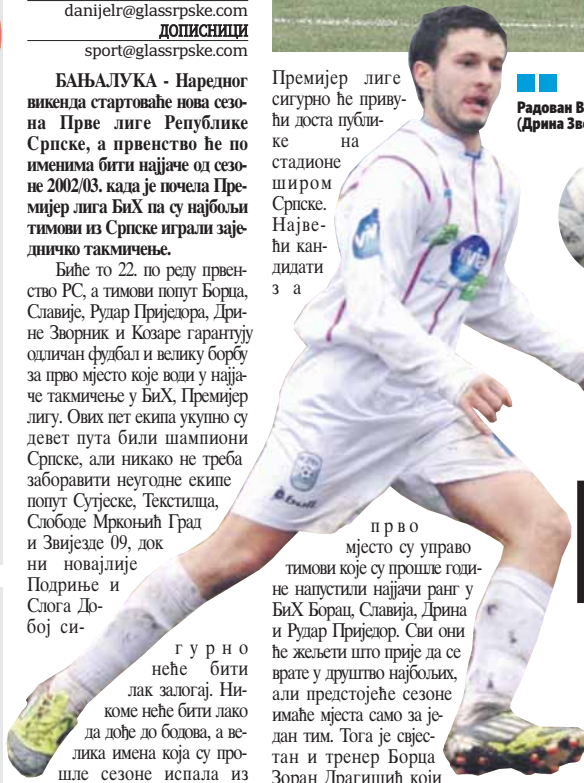 danijelr@glassrpske.com
ДОПИСНИЦИ
sport@glassrpske.com
БАЊАЛУКА - Наредног
викенда стартоваће нова сезо-
на Прве лиге Републике
Српске, а првенство ће по
именима бити најјаче од сезо-
не 2002/03. када је почела Пре-
мијер лига БиХ па су најбољи
тимови из Српске играли заје-
дничко такмичење.
Биће то 22. по реду првен-
ство РС, а тимови попут Борца,
Славије, Рудар Приједора, Дри-
не Зворник и Козаре гарантују
одличан фудбал и велику борбу
за прво мјесто које води у најја-
че такмичење у БиХ, Премијер
лигу. Ових пет екипа укупно су
девет пута били шампиони
Српске, али никако не треба
заборавити неугодне екипе
попут Сутјеске, Текстилца,
Слободе Мркоњић Град
и Звијезде 09, док
ни новајлије
Подриње и
Слога До-
бој си-
гурно
неће бити
лак залогај. Ни-
коме неће бити лако
да дође до бодова, а ве-
лика имена која су про-
шле сезоне испала из
Премијер лиге
сигурно ће приву-
ћи доста публи-
ке на
стадионе
широм
Српске.
Најве-
ћи кан-
дидати
за
прво
мјесто су управо
тимови које су прошле годи-
не напустили најјачи ранг у
БиХ Борац, Славија, Дрина
и Рудар Приједор. Сви они
ће жељети што прије да се
врате у друштво најбољих,
али предстојеће сезоне
имаће мјеста само за је-
дан тим. Тога је свјес-
тан и тренер Борца
Зоран Драгишић који
Радован В
(Дрина Зво